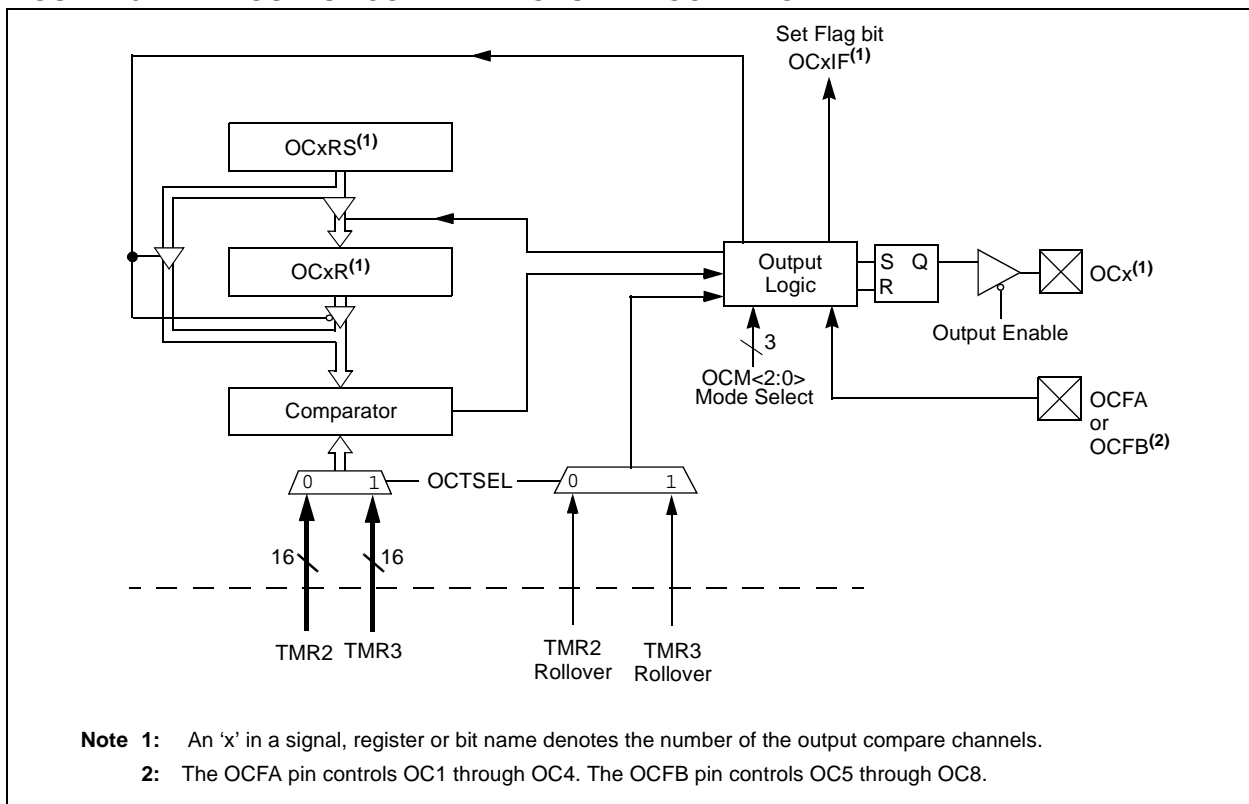 Set Flag bit
OCxIF(1)
OCxRS(1)
OCxR(1)
Output
Logic
S Q
R
OCx(1)
Output Enable
3
OCM<2:0>
Mode Select
Comparator
OCFA
or
OCFB(2)
0 1
OCTSEL
0 1
16
16
TMR2
TMR3
TMR2
Rollover
TMR3
Rollover
Note 1: An ‘x’ in a signal, register or bit name denotes the number of the output compare channels.
2: The OCFA pin controls OC1 through OC4. The OCFB pin controls OC5 through OC8.